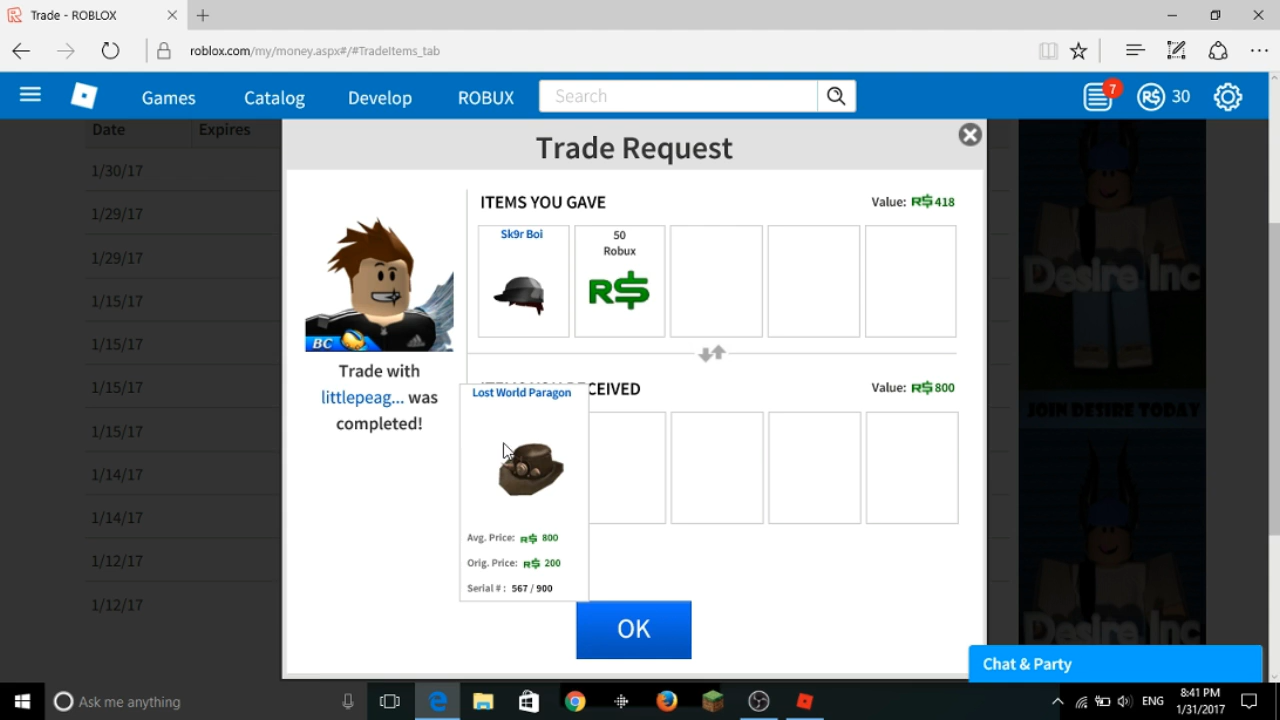 Trade - ROBLOX
roblox.com/my/money.aspx#/#TradeItems_tab
Games
Catalog
Develop
ROBUX
Search
7
R$
30
Date
Expires
1/30/17
1/29/17
1/29/17
1/15/17
1/15/17
1/15/17
1/15/17
1/14/17
1/14/17
1/12/17
1/12/17
Trade Request
BC
Trade with
littlepeag... was
completed!
ITEMS YOU GAVE
Value: R$ 418
Sk9r Boi
50
Robux
R$
CEIVED
Value: R$ 800
Lost World Paragon
Avg. Price: R$ 800
Orig. Price: R$ 200
Serial # : 567 / 900
OK
Desire Inc
JOIN DESIRE TODAY
Desire Inc
Chat & Party
Ask me anything
ENG
8:41 PM
1/31/2017